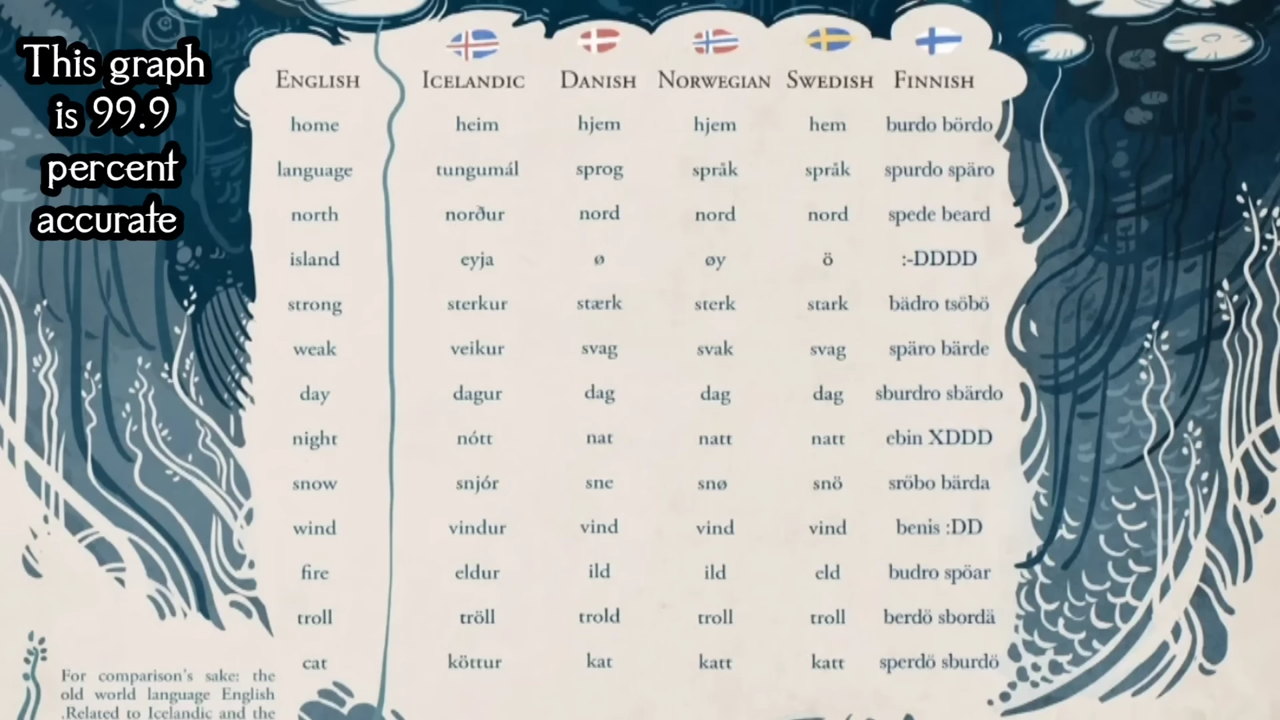 This graph
is 99.9
percent
accurate
ENGLISH ICELANDIC DANISH NORWEGIAN SWEDISH FINNISH
home heim hjem hjem hem burdo bördo
language tungumál sprog språk språk spurdo späro
north norður nord nord nord spede beard
island eyja ø øy ö :-DDDD
strong sterkur stærk sterk stark bädro tsöbö
weak veikur svag svak svag späro bärde
day dagur dag dag dag sburdro sbärdo
night nótt nat natt natt ebin XDDD
snow snjór sne snø snö sröbo bärda
wind vindur vind vind vind benis :DD
fire eldur ild ild eld budro spöar
troll tröll trold troll troll berdö sbordä
cat köttur kat katt katt sperdö sburdö
For comparison's sake: the
old world language English
.Related to Icelandic and the